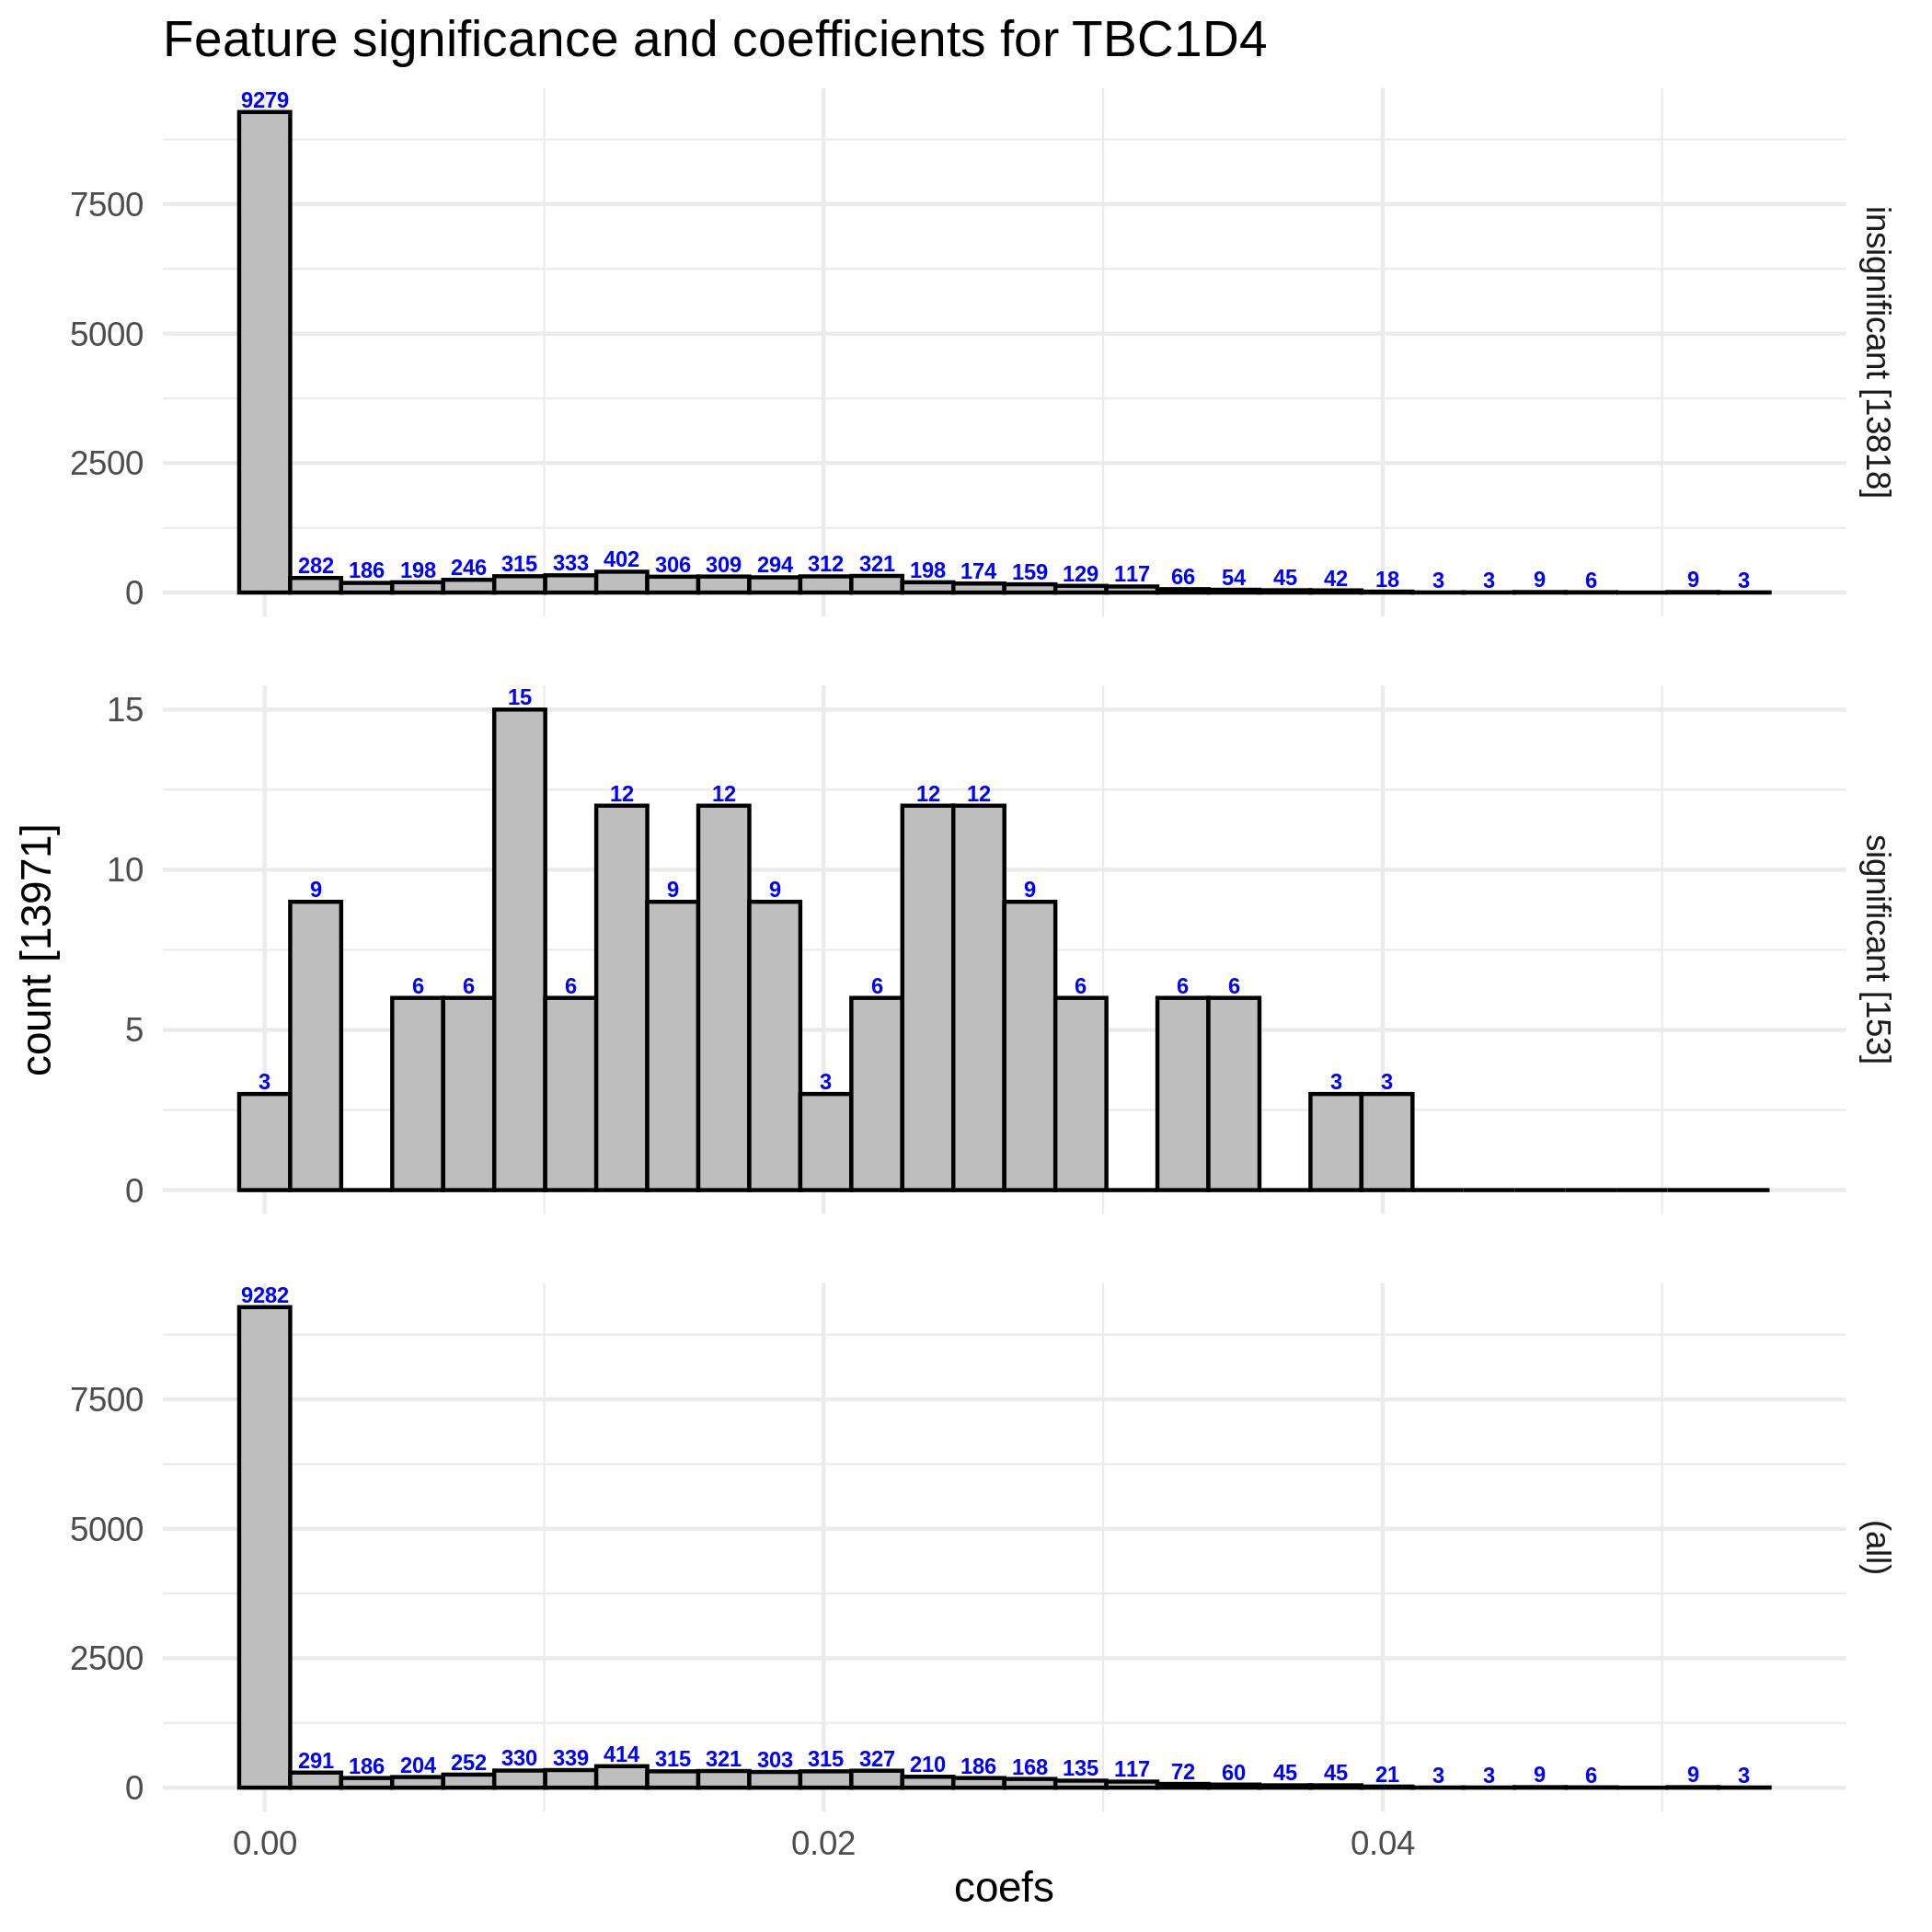 Feature significance and coefficients for TBC1D4
9279
7500
5000
2500
0
282 186 198 246 315 333 402 306 309 294 312 321 198 174 159 129 117 66 54 45 42 18 3 3 9 6 9 3
insignificant [13818]
count [13971]
15
10
5
0
3 9 6 6 15 6 12 9 12 9 3 6 12 12 9 6 6 6 3 3
significant [153]
9282
7500
5000
2500
0
291 186 204 252 330 339 414 315 321 303 315 327 210 186 168 135 117 72 60 45 45 21 3 3 9 6 9 3
(all)
0.00 0.02 0.04
coefs